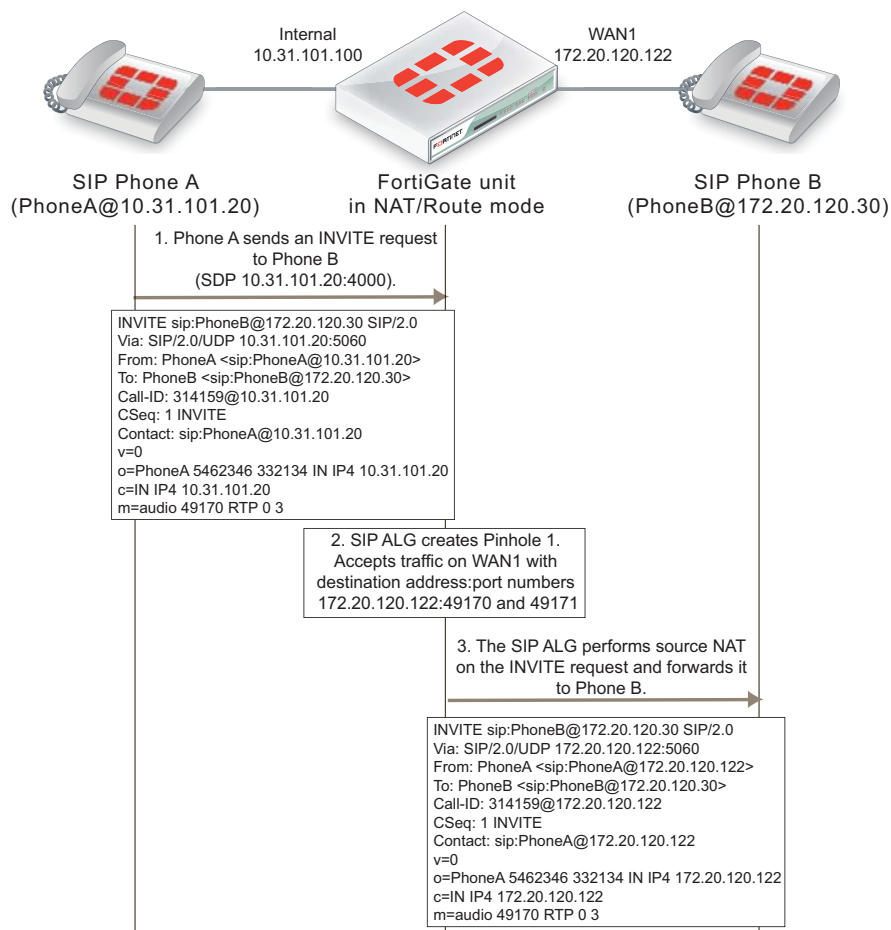 Internal
10.31.101.100
WAN1
172.20.120.122
FORTINET
SIP Phone A
(PhoneA@10.31.101.20)
FortiGate unit
in NAT/Route mode
SIP Phone B
(PhoneB@172.20.120.30)
1. Phone A sends an INVITE request
to Phone B
(SDP 10.31.101.20:4000).
INVITE sip:PhoneB@172.20.120.30 SIP/2.0
Via: SIP/2.0/UDP 10.31.101.20:5060
From: PhoneA <sip:PhoneA@10.31.101.20>
To: PhoneB <sip:PhoneB@172.20.120.30>
Call-ID: 314159@10.31.101.20
CSeq: 1 INVITE
Contact: sip:PhoneA@10.31.101.20
v=0
o=PhoneA 5462346 332134 IN IP4 10.31.101.20
c=IN IP4 10.31.101.20
m=audio 49170 RTP 0 3
2. SIP ALG creates Pinhole 1.
Accepts traffic on WAN1 with
destination address:port numbers
172.20.120.122:49170 and 49171
3. The SIP ALG performs source NAT
on the INVITE request and forwards it
to Phone B.
INVITE sip:PhoneB@172.20.120.30 SIP/2.0
Via: SIP/2.0/UDP 172.20.120.122:5060
From: PhoneA <sip:PhoneA@172.20.120.122>
To: PhoneB <sip:PhoneB@172.20.120.30>
Call-ID: 314159@172.20.120.122
CSeq: 1 INVITE
Contact: sip:PhoneA@172.20.120.122
v=0
o=PhoneA 5462346 332134 IN IP4 172.20.120.122
c=IN IP4 172.20.120.122
m=audio 49170 RTP 0 3